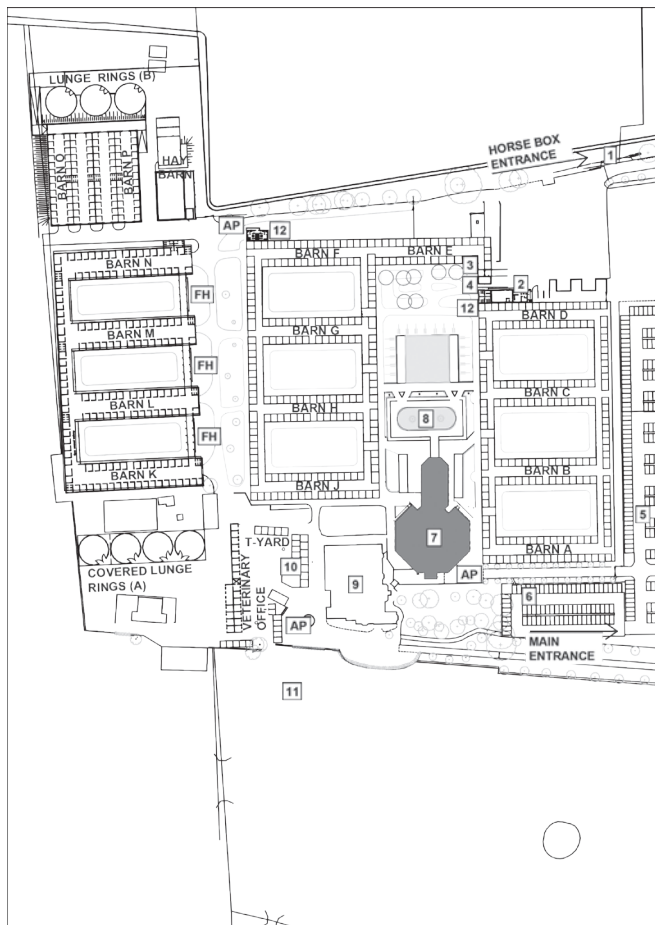 LUNGE RINGS (B)
HORSE BOX
ENTRANCE
1
BARN O
BARN P
HAY
BARN
AP
12
BARN F
BARN E
3
BARN N
4
2
FH
12
BARN D
BARN M
BARN G
FH
BARN C
BARN L
BARN H
8
FH
BARN K
BARN J
BARN B
5
7
T-YARD
BARN A
COVERED LUNGE
RINGS (A)
10
9
AP
6
VETERINARY
OFFICE
AP
MAIN
ENTRANCE
11